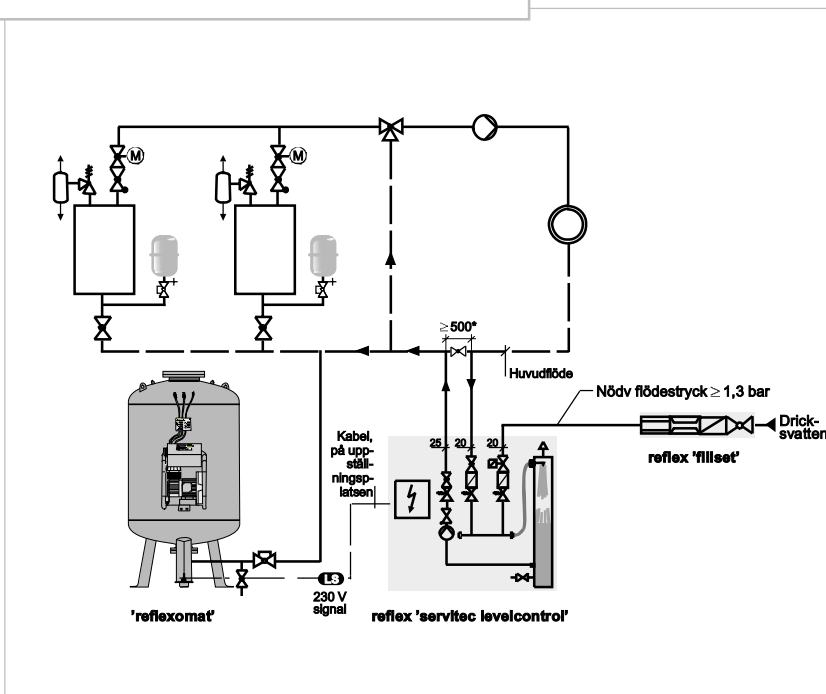 M
M
≥ 500*
Huvudflöde
Nödv flödestryck ≥ 1,3 bar
Drick-
svatten
reflex 'fillset'
Kabel,
på upp-
ställ-
ningsp-
latsen
25
20
20
LS
230 V
signal
'reflexomat'
reflex 'servitec levelcontrol'